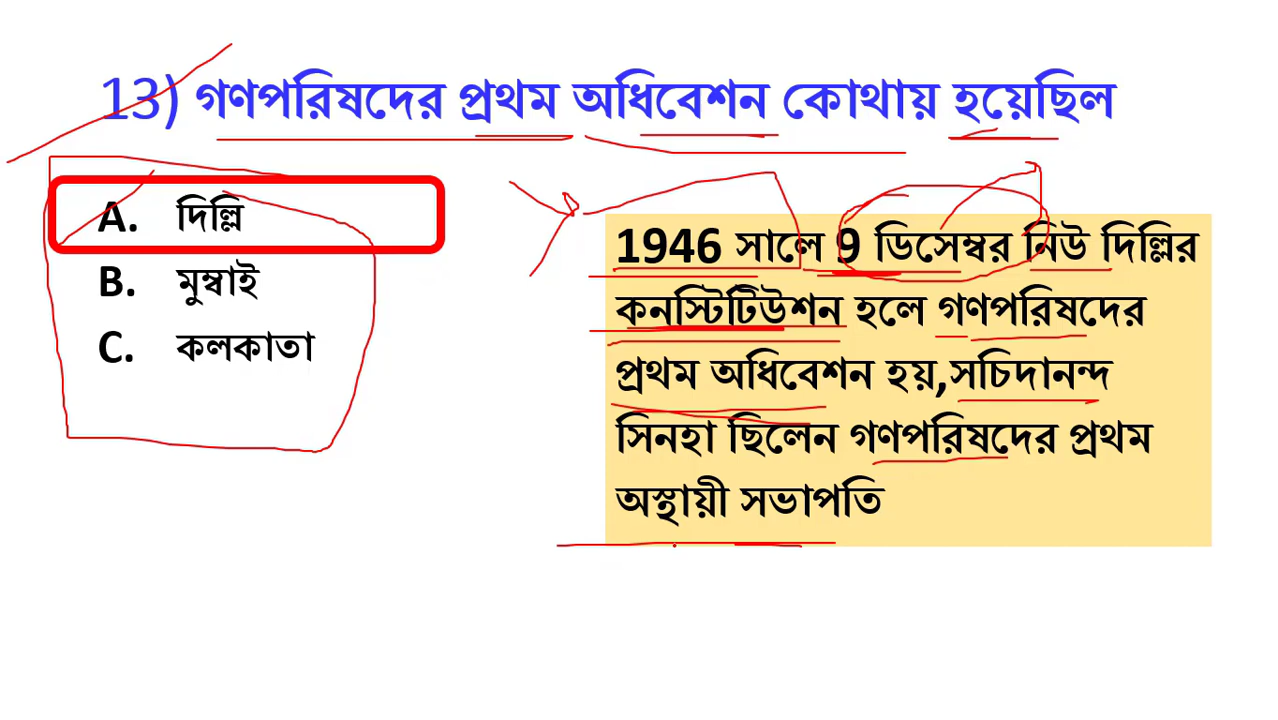 13) গণপরিষদের প্রথম অধিবেশন কোথায় হয়েছিল
A. দিল্লি
B. মুম্বাই
C. কলকাতা
1946 সালে 9 ডিসেম্বর নিউ দিল্লির
কনস্টিটিউশন হলে গণপরিষদের
প্রথম অধিবেশন হয়,সচিদানন্দ
সিনহা ছিলেন গণপরিষদের প্রথম
অস্থায়ী সভাপতি